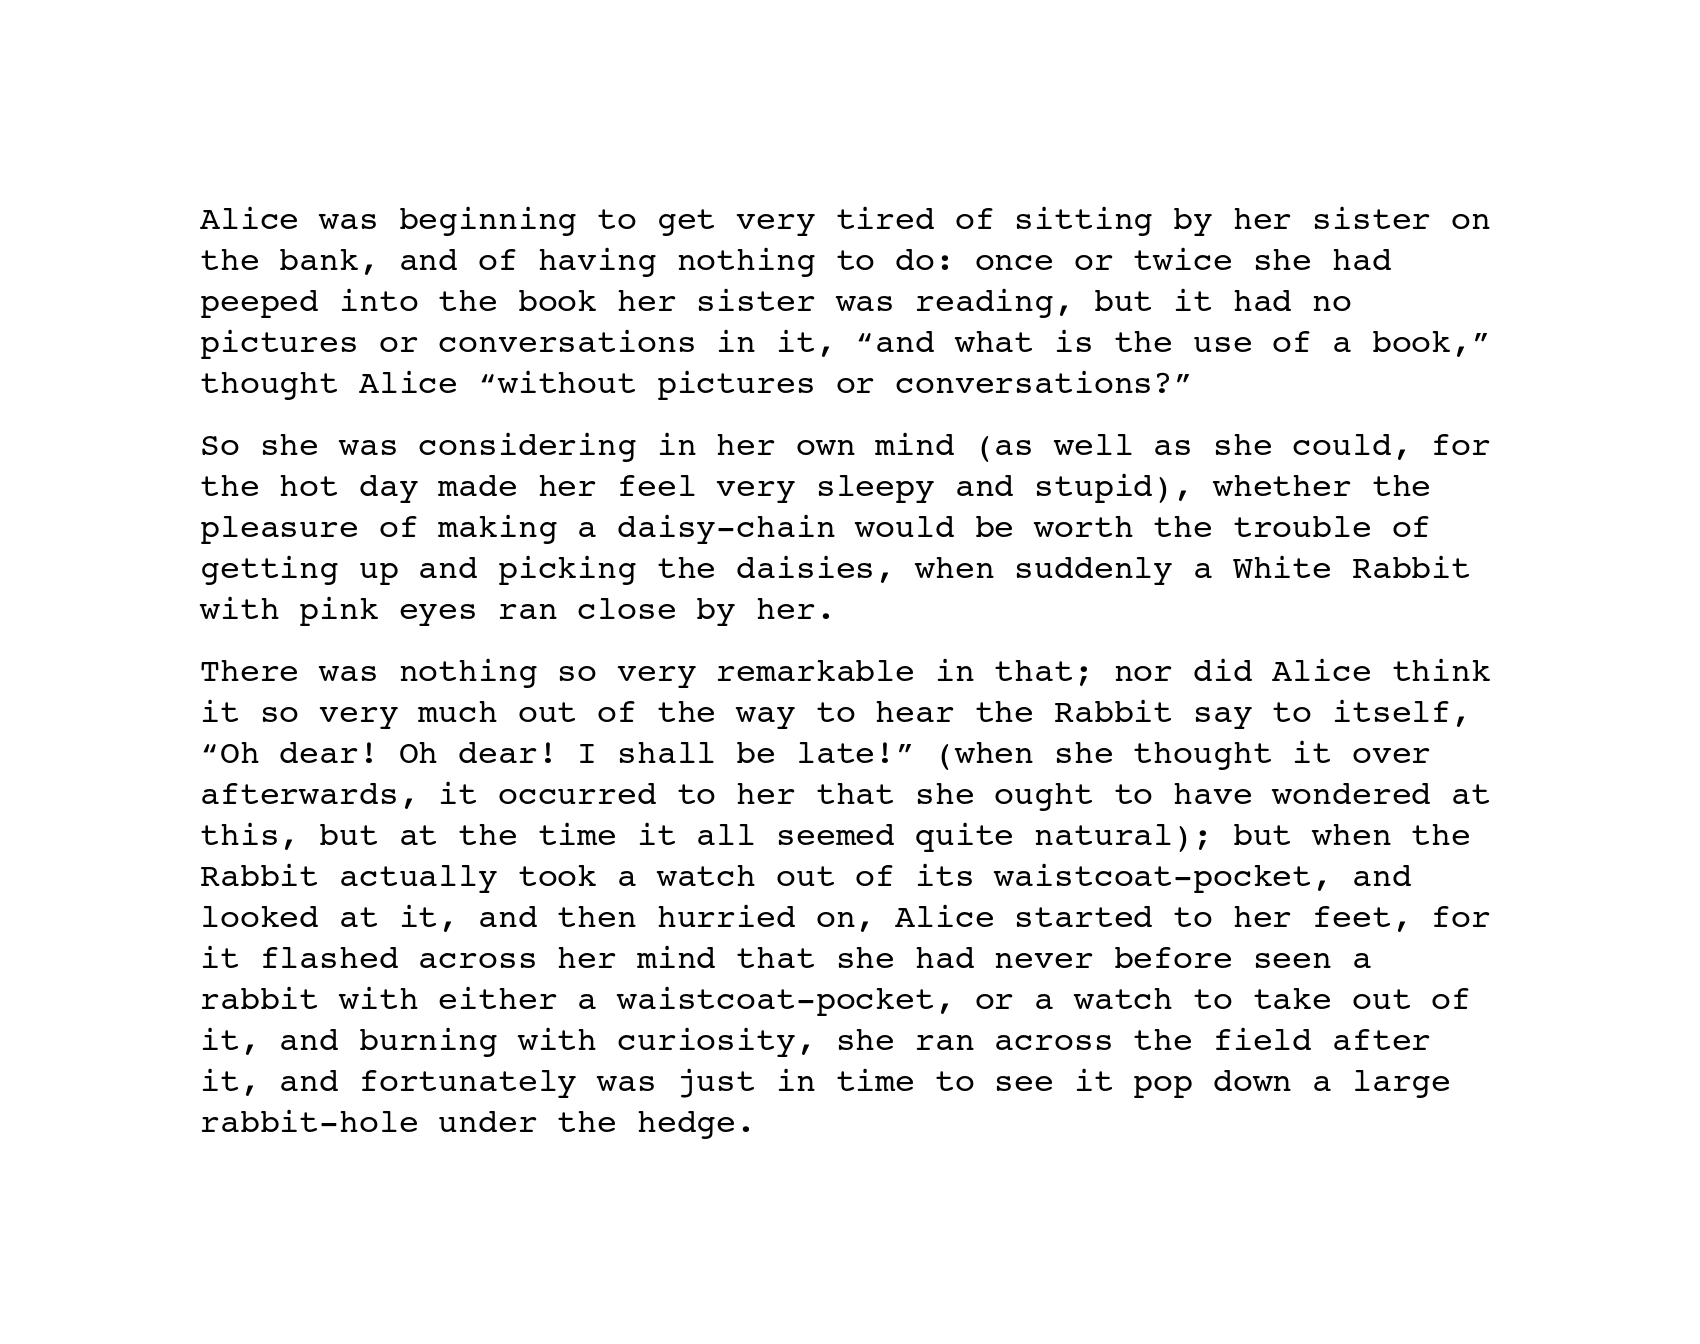 Alice was beginning to get very tired of sitting by her sister on
the bank, and of having nothing to do: once or twice she had
peeped into the book her sister was reading, but it had no
pictures or conversations in it, “and what is the use of a book,”
thought Alice “without pictures or conversations?”
So she was considering in her own mind (as well as she could, for
the hot day made her feel very sleepy and stupid), whether the
pleasure of making a daisy-chain would be worth the trouble of
getting up and picking the daisies, when suddenly a White Rabbit
with pink eyes ran close by her.
There was nothing so very remarkable in that; nor did Alice think
it so very much out of the way to hear the Rabbit say to itself,
“Oh dear! Oh dear! I shall be late!” (when she thought it over
afterwards, it occurred to her that she ought to have wondered at
this, but at the time it all seemed quite natural); but when the
Rabbit actually took a watch out of its waistcoat-pocket, and
looked at it, and then hurried on, Alice started to her feet, for
it flashed across her mind that she had never before seen a
rabbit with either a waistcoat-pocket, or a watch to take out of
it, and burning with curiosity, she ran across the field after
it, and fortunately was just in time to see it pop down a large
rabbit-hole under the hedge.